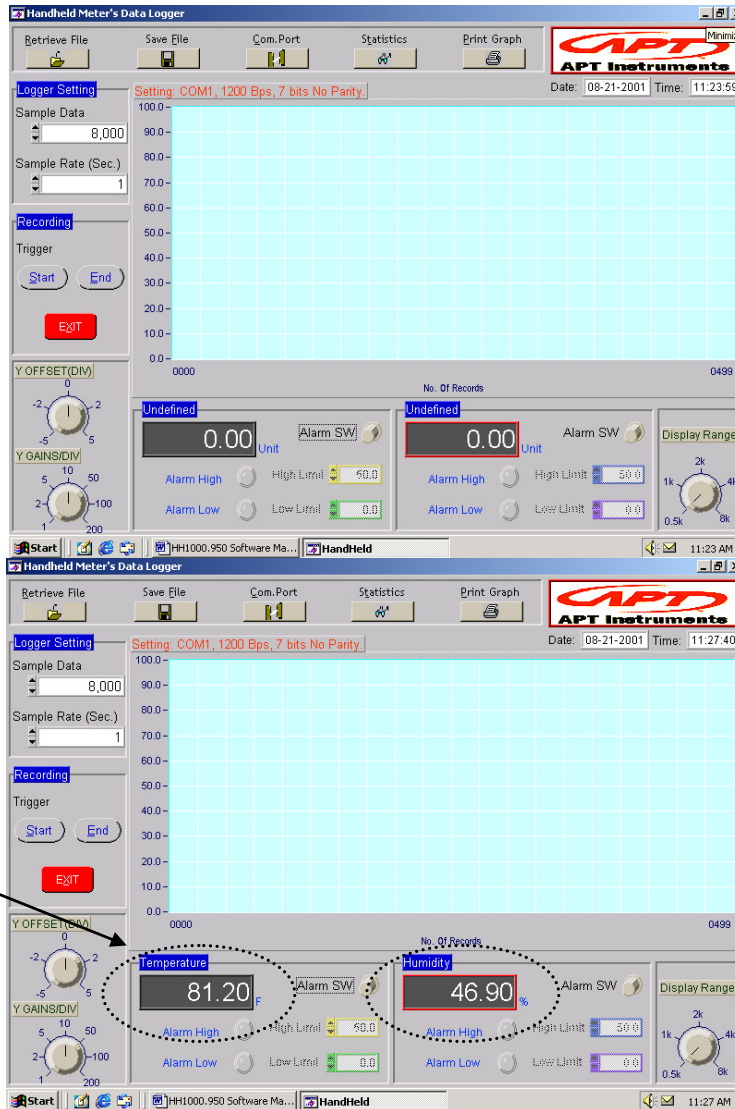 Handheld Meter's Data Logger
Retrieve File Save File Com.Port Statistics Print Graph
Minimiz
APT
APT Instruments
Logger Setting
Setting: COM1, 1200 Bps, 7 bits No Parity.
Date: 08-21-2001 Time: 11:23:59
Sample Data
8,000
Sample Rate (Sec.)
1
Recording
Trigger
Start End
EXIT
100.0
90.0
80.0
70.0
60.0
50.0
40.0
30.0
20.0
10.0
0.0
0000 0499
No. Of Records
Y OFFSET(DIV)
0
-2 2
-5 5
Y GAINS/DIV
10
5 50
2 100
1 200
Undefined
0.00 Unit
Alarm SW
Alarm High High Limit 60.0
Alarm Low Low Limit 0.0
Undefined
0.00 Unit
Alarm SW
Alarm High High Limit 50.0
Alarm Low Low Limit 0.0
Display Range
2k
1k 4k
0.5k 8k
Start HH1000.950 Software Ma... HandHeld 11:23 AM
Handheld Meter's Data Logger
Retrieve File Save File Com.Port Statistics Print Graph
APT
APT Instruments
Logger Setting
Setting: COM1, 1200 Bps, 7 bits No Parity.
Date: 08-21-2001 Time: 11:27:40
Sample Data
8,000
Sample Rate (Sec.)
1
Recording
Trigger
Start End
EXIT
100.0
90.0
80.0
70.0
60.0
50.0
40.0
30.0
20.0
10.0
0.0
0000 0499
No. Of Records
Y OFFSET(DIV)
0
-2 2
-5 5
Y GAINS/DIV
10
5 50
2 100
1 200
Temperature
81.20 F
Alarm SW
Alarm High High Limit 60.0
Alarm Low Low Limit 0.0
Humidity
46.90 %
Alarm SW
Alarm High High Limit 50.0
Alarm Low Low Limit 0.0
Display Range
2k
1k 4k
0.5k 8k
Start HH1000.950 Software Ma... HandHeld 11:27 AM